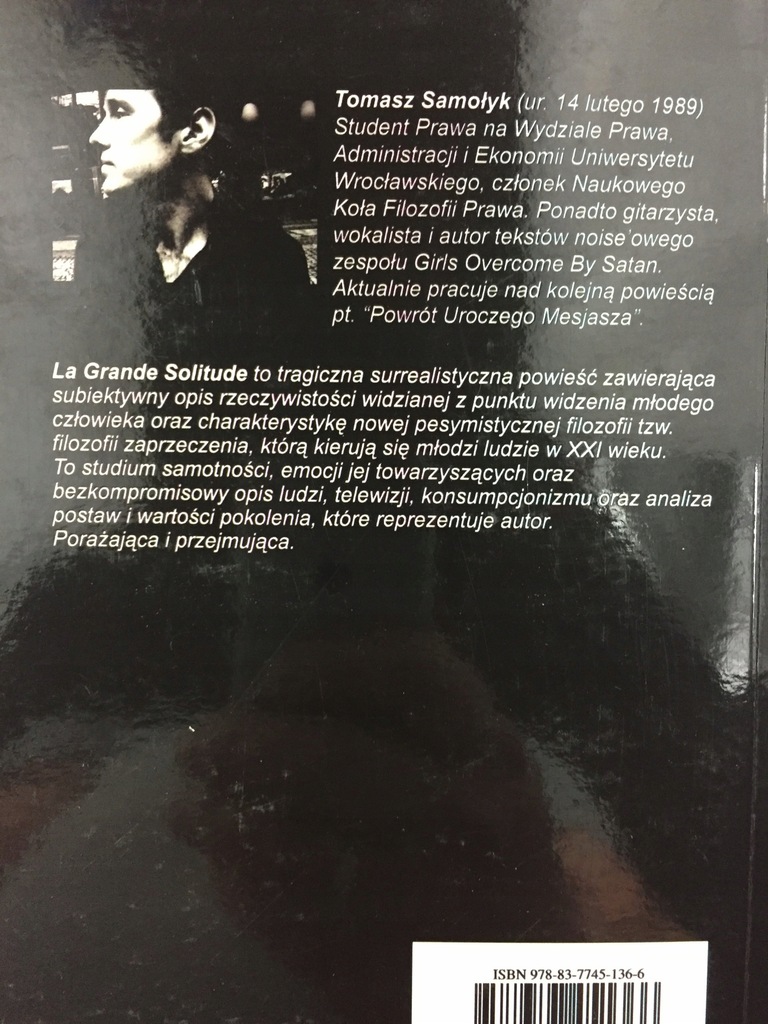 Tomasz Samołyk (ur. 14 lutego 1989)
Student Prawa na Wydziale Prawa,
Administracji i Ekonomii Uniwersytetu
Wrocławskiego, członek Naukowego
Koła Filozofii Prawa. Ponadto gitarzysta,
wokalista i autor tekstów noise'owego
zespołu Girls Overcome By Satan.
Aktualnie pracuje nad kolejną powieścią
pt. “Powrót Uroczego Mesjasza”.
La Grande Solitude to tragiczna surrealistyczna powieść zawierająca
subiektywny opis rzeczywistości widzianej z punktu widzenia młodego
człowieka oraz charakterystykę nowej pesymistycznej filozofii tzw.
filozofii zaprzeczenia, którą kierują się młodzi ludzie w XXI wieku.
To studium samotności, emocji jej towarzyszących oraz
bezkompromisowy opis ludzi, telewizji, konsumpcjonizmu oraz analiza
postaw i wartości pokolenia, które reprezentuje autor.
Porażająca i przejmująca.
ISBN 978-83-7745-136-6